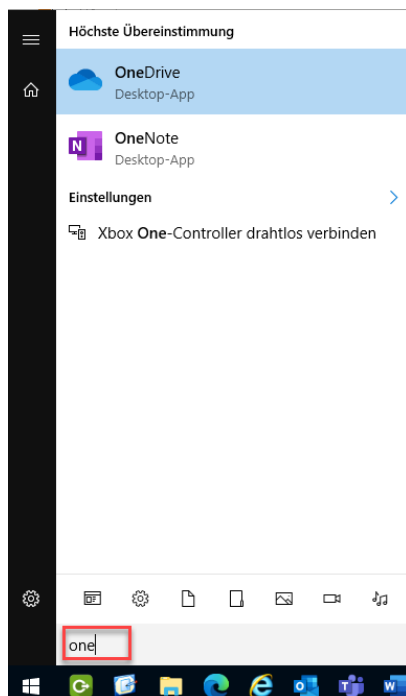 Höchste Übereinstimmung
OneDrive
Desktop-App
OneNote
Desktop-App
Einstellungen
Xbox One-Controller drahtlos verbinden
one